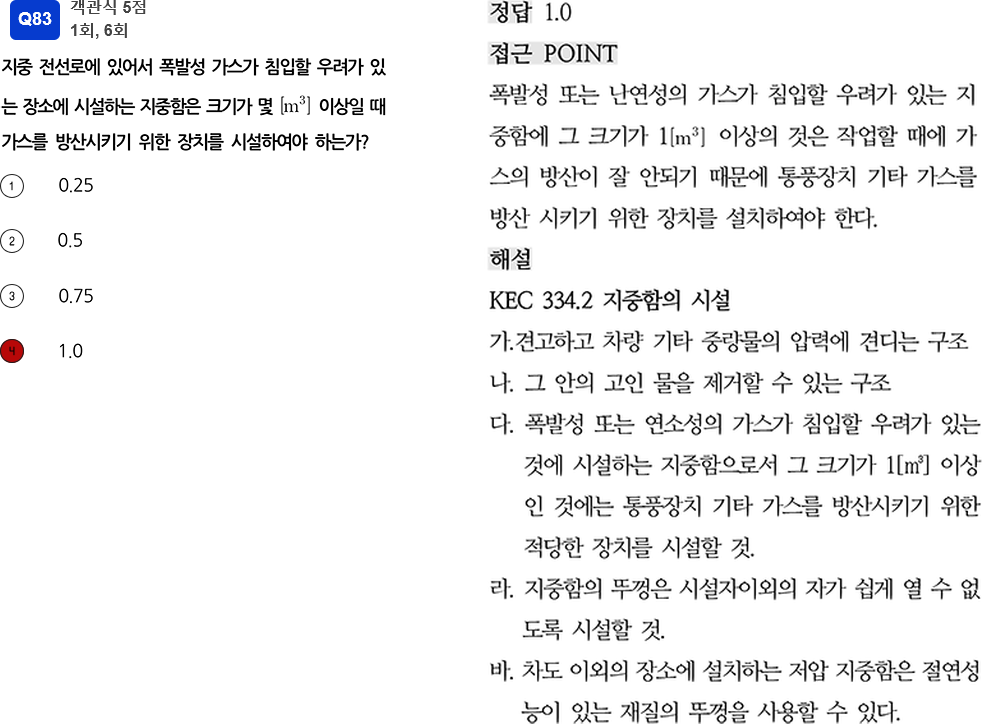 Q83
객관식 5점
1회, 6회
지중 전선로에 있어서 폭발성 가스가 침입할 우려가 있
는 장소에 시설하는 지중함은 크기가 몇 [m³] 이상일 때
가스를 방산시키기 위한 장치를 시설하여야 하는가?
① 0.25
② 0.5
③ 0.75
④ 1.0
정답 1.0
접근 POINT
폭발성 또는 난연성의 가스가 침입할 우려가 있는 지
중함에 그 크기가 1[m³] 이상의 것은 작업할 때에 가
스의 방산이 잘 안되기 때문에 통풍장치 기타 가스를
방산 시키기 위한 장치를 설치하여야 한다.
해설
KEC 334.2 지중함의 시설
가.견고하고 차량 기타 중량물의 압력에 견디는 구조
나. 그 안의 고인 물을 제거할 수 있는 구조
다. 폭발성 또는 연소성의 가스가 침입할 우려가 있는
것에 시설하는 지중함으로서 그 크기가 1[㎥] 이상
인 것에는 통풍장치 기타 가스를 방산시키기 위한
적당한 장치를 시설할 것.
라. 지중함의 뚜껑은 시설자이외의 자가 쉽게 열 수 없
도록 시설할 것.
바. 차도 이외의 장소에 설치하는 저압 지중함은 절연성
능이 있는 재질의 뚜껑을 사용할 수 있다.